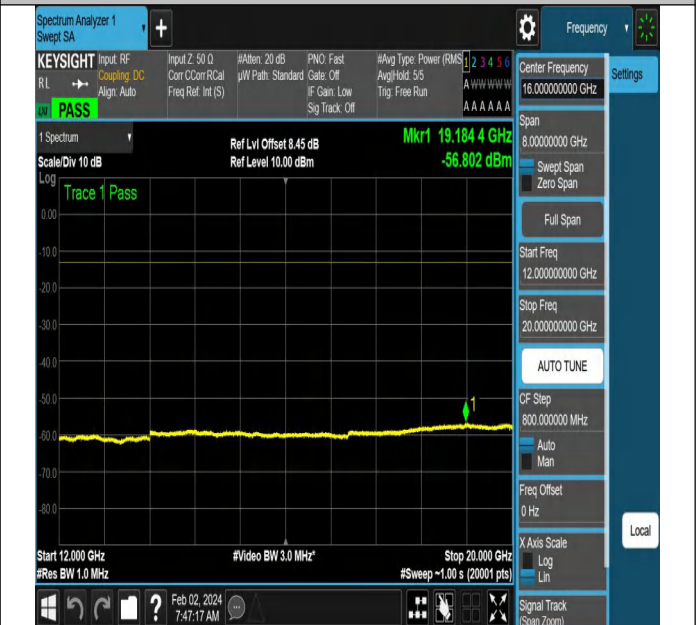 Spectrum Analyzer 1
Swept SA
Frequency
KEYSIGHT
RL
PASS
Input: RF
Coupling: DC
Align: Auto
Input Z: 50 Ω
Corr CCorr RCal
Freq Ref: Int (S)
#Atten: 20 dB
µW Path: Standard
PNO: Fast
Gate: Off
IF Gain: Low
Sig Track: Off
#Avg Type: Power (RMS
Avg|Hold: 5/5
Trig: Free Run
1 2 3 4 5 6
A W W W W W
A A A A A A
1 Spectrum
Scale/Div 10 dB
Log
Ref Lvl Offset 8.45 dB
Ref Level 10.00 dBm
Mkr1 19.184 4 GHz
-56.802 dBm
Trace 1 Pass
0.00
-10.0
-20.0
-30.0
-40.0
-50.0
-60.0
-70.0
-80.0
1
Start 12.000 GHz
#Res BW 1.0 MHz
#Video BW 3.0 MHz*
Stop 20.000 GHz
#Sweep ~1.00 s (20001 pts)
Feb 02, 2024
7:47:17 AM
Center Frequency
16.000000000 GHz
Settings
Span
8.00000000 GHz
Swept Span
Zero Span
Full Span
Start Freq
12.000000000 GHz
Stop Freq
20.000000000 GHz
AUTO TUNE
CF Step
800.000000 MHz
Auto
Man
Freq Offset
0 Hz
X Axis Scale
Log
Lin
Local
Signal Track
(Span Zoom)